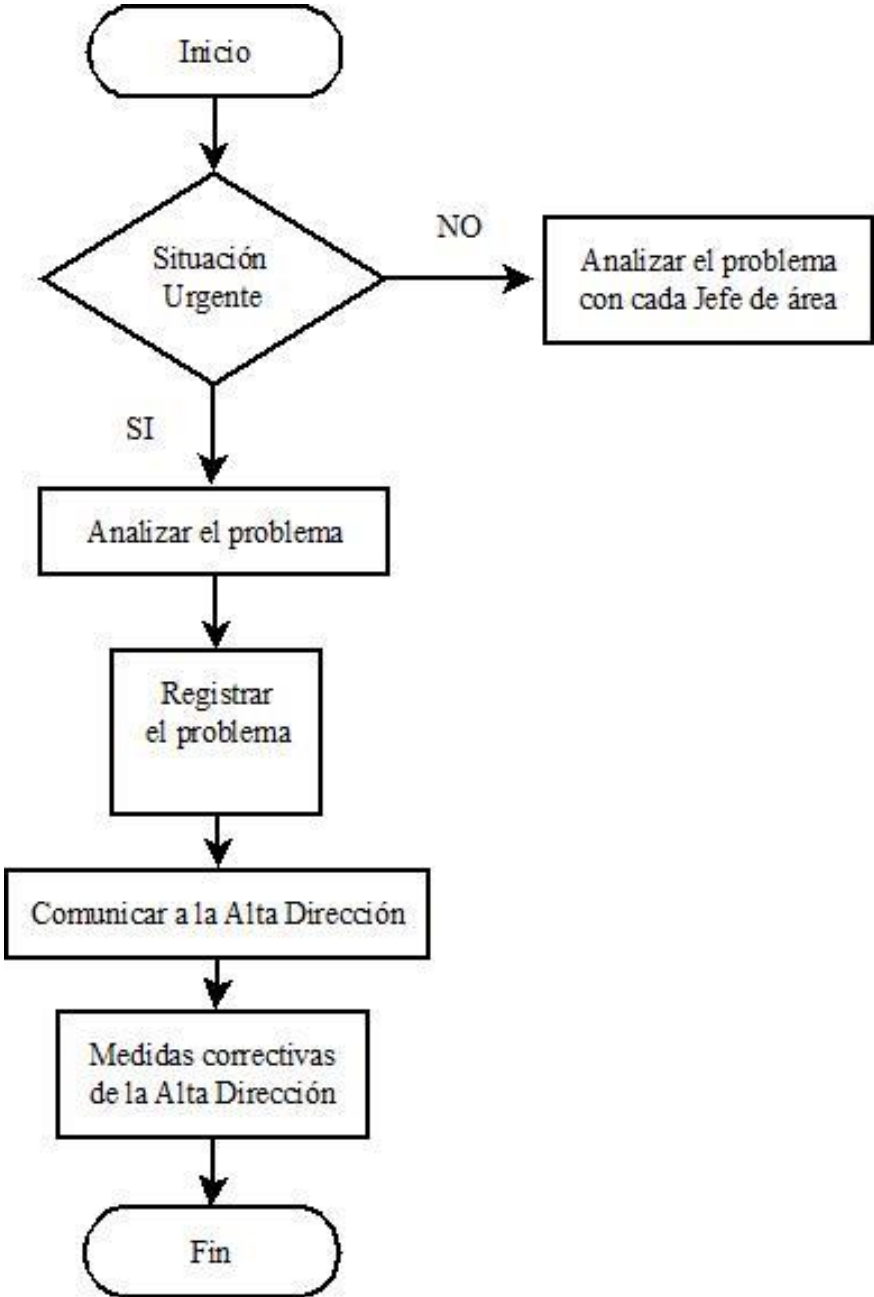 Inicio
Situación
Urgente
NO
Analizar el problema
con cada Jefe de área
SI
Analizar el problema
Registrar
el problema
Comunicar a la Alta Dirección
Medidas correctivas
de la Alta Dirección
Fin